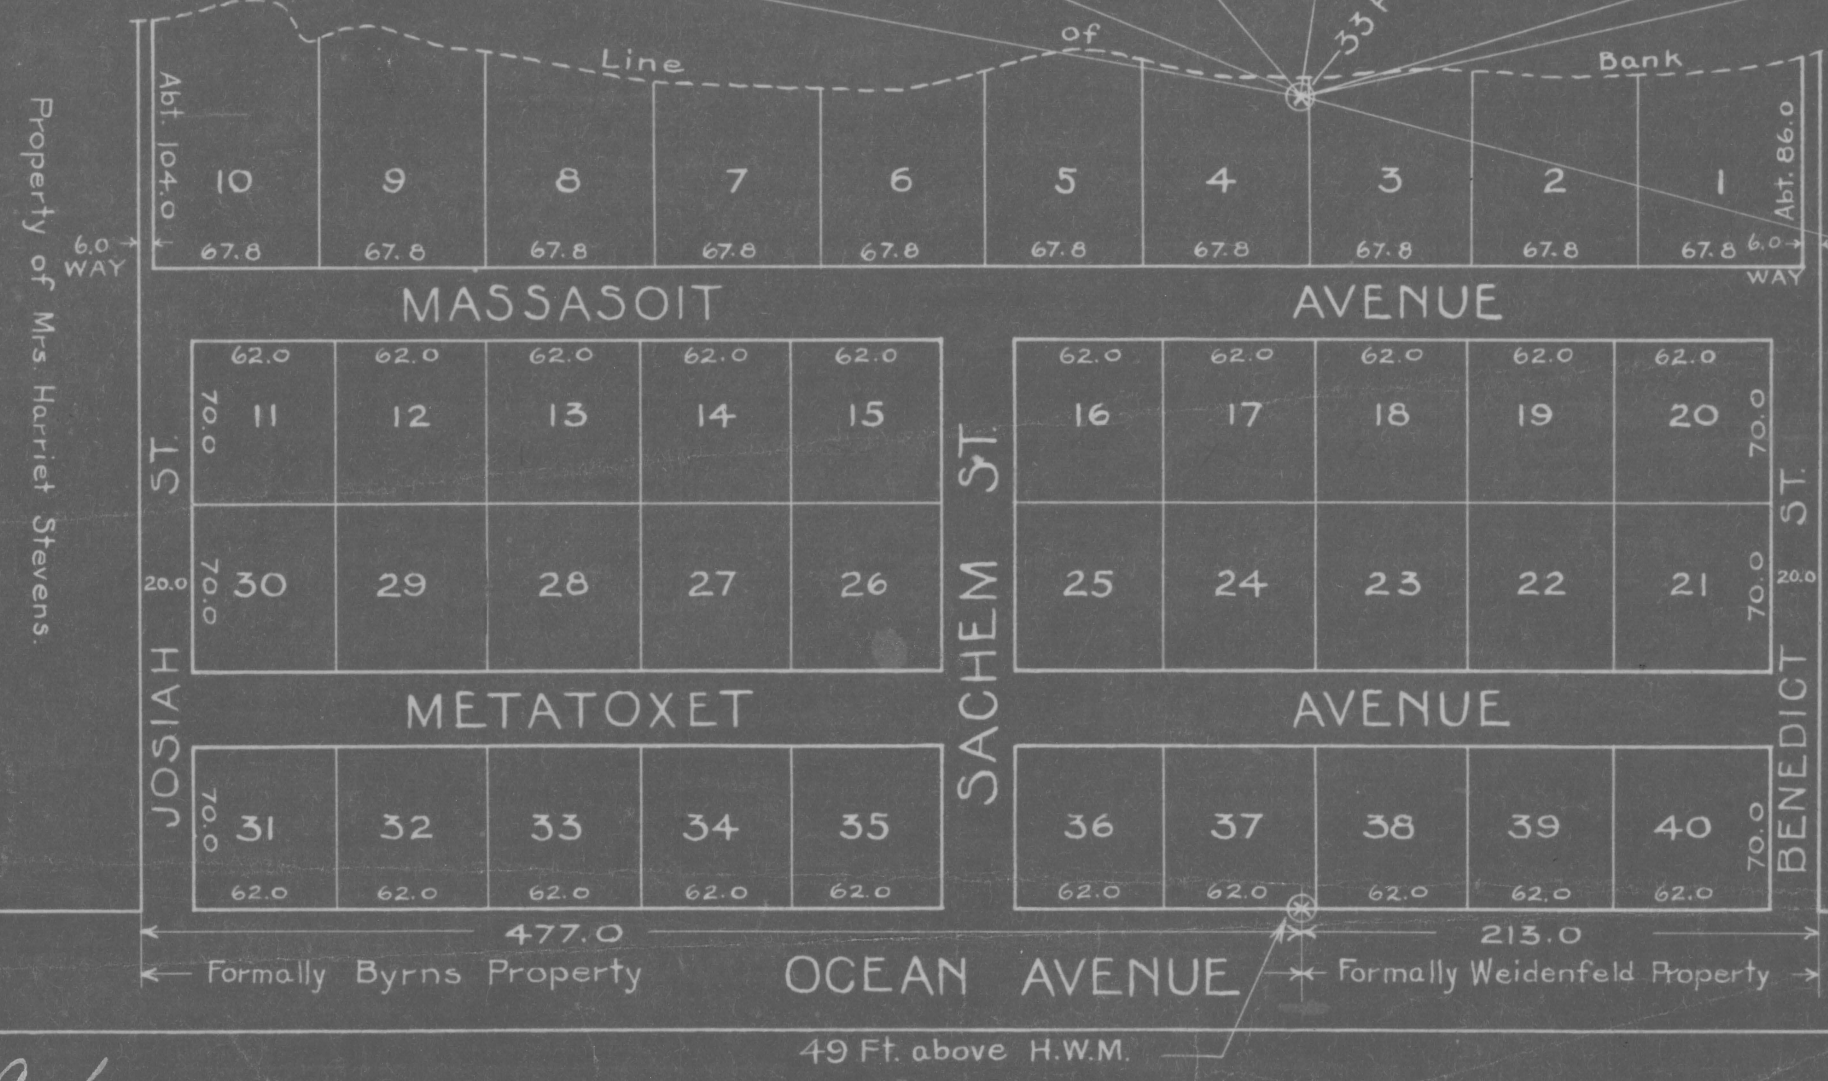 33
Line of Bank
Property of Mrs. Harriet Stevens.
Abt. 104.0
Abt. 86.0
10 9 8 7 6 5 4 3 2 1
6.0 67.8 67.8 67.8 67.8 67.8 67.8 67.8 67.8 67.8 67.8 6.0
WAY WAY
MASSASOIT AVENUE
62.0 62.0 62.0 62.0 62.0 62.0 62.0 62.0 62.0 62.0
70.0 11 12 13 14 15 16 17 18 19 20 70.0
JOSIAH ST.
SACHEM ST.
BENEDICT ST.
20.0 70.0 30 29 28 27 26 25 24 23 22 21 70.0 20.0
METATOXET AVENUE
70.0 31 32 33 34 35 36 37 38 39 40 70.0
62.0 62.0 62.0 62.0 62.0 62.0 62.0 62.0 62.0 62.0
477.0 213.0
Formally Byrns Property OCEAN AVENUE Formally Weidenfeld Property
49 Ft. above H.W.M.